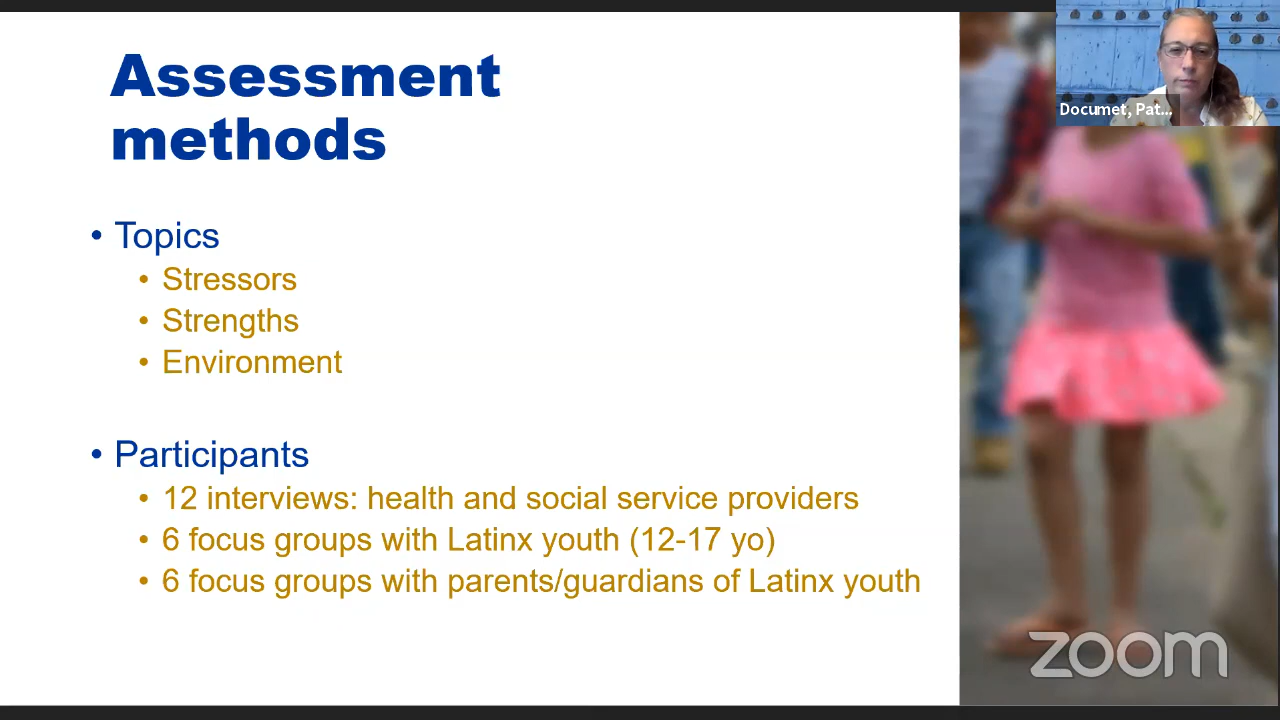 Assessment
methods
• Topics
• Stressors
• Strengths
• Environment
• Participants
• 12 interviews: health and social service providers
• 6 focus groups with Latinx youth (12-17 yo)
• 6 focus groups with parents/guardians of Latinx youth
Documet, Pat...
zoom